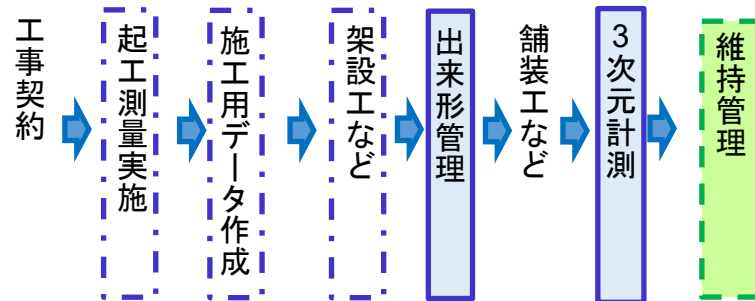 工事契約
起工測量実施
施工用データ作成
架設工など
出来形管理
舗装工など
3次元計測
維持管理